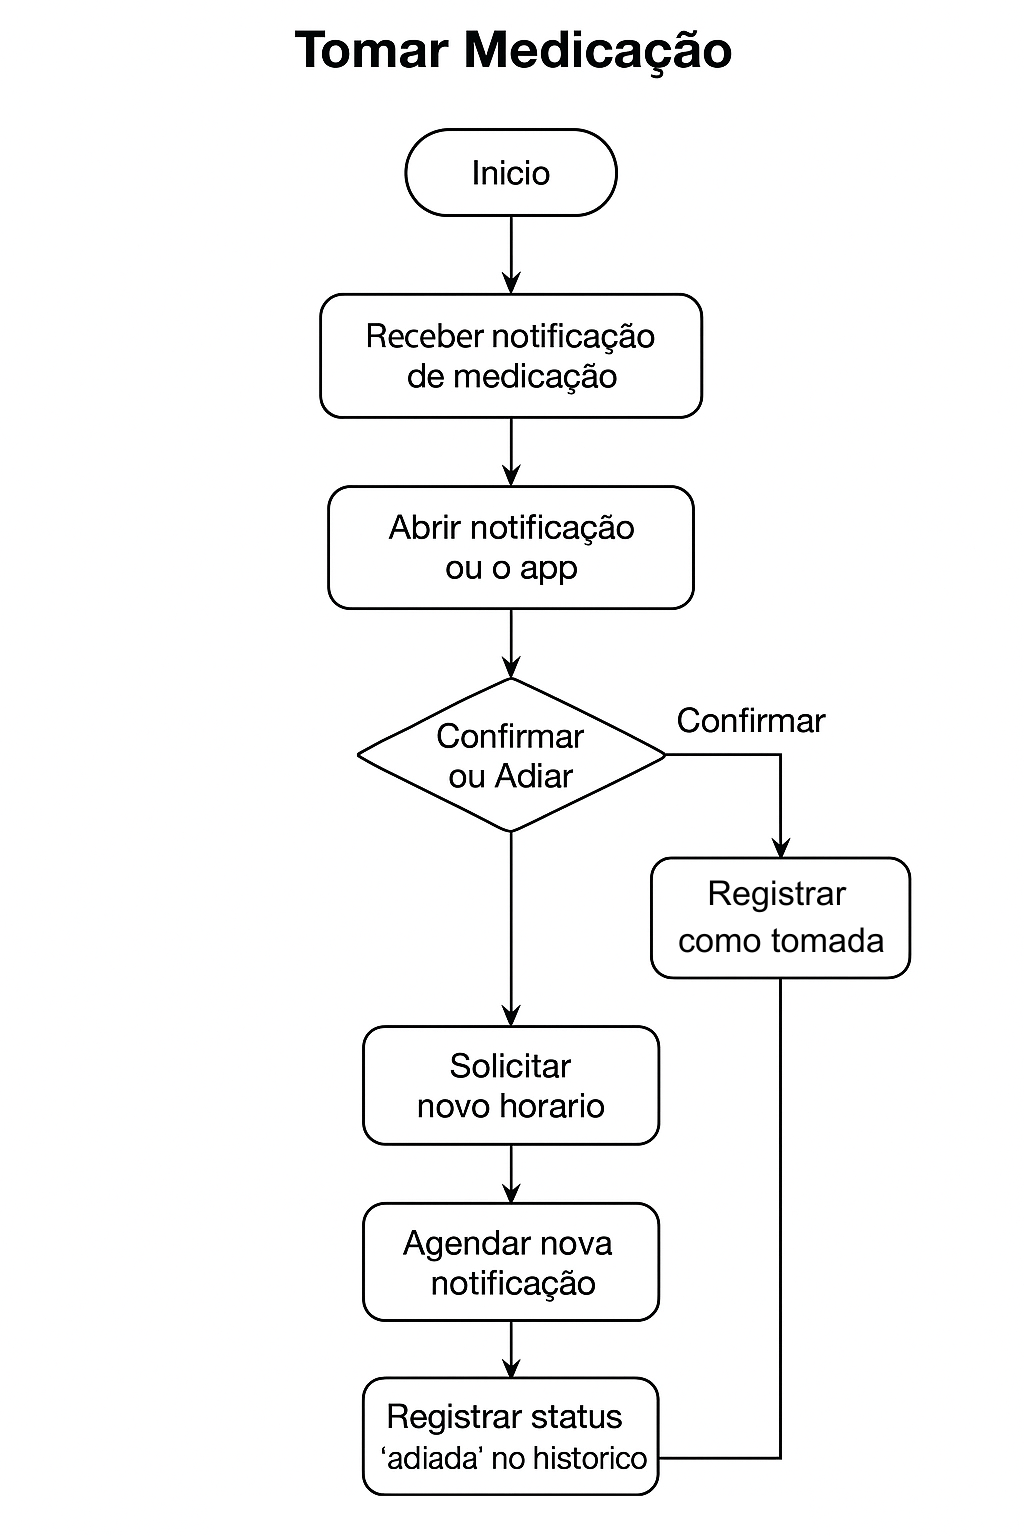 Tomar Medicação
Inicio
Receber notificação
de medicação
Abrir notificação
ou o app
Confirmar
ou Adiar
Confirmar
Registrar
como tomada
Solicitar
novo horario
Agendar nova
notificação
Registrar status
‘adiada’ no historico